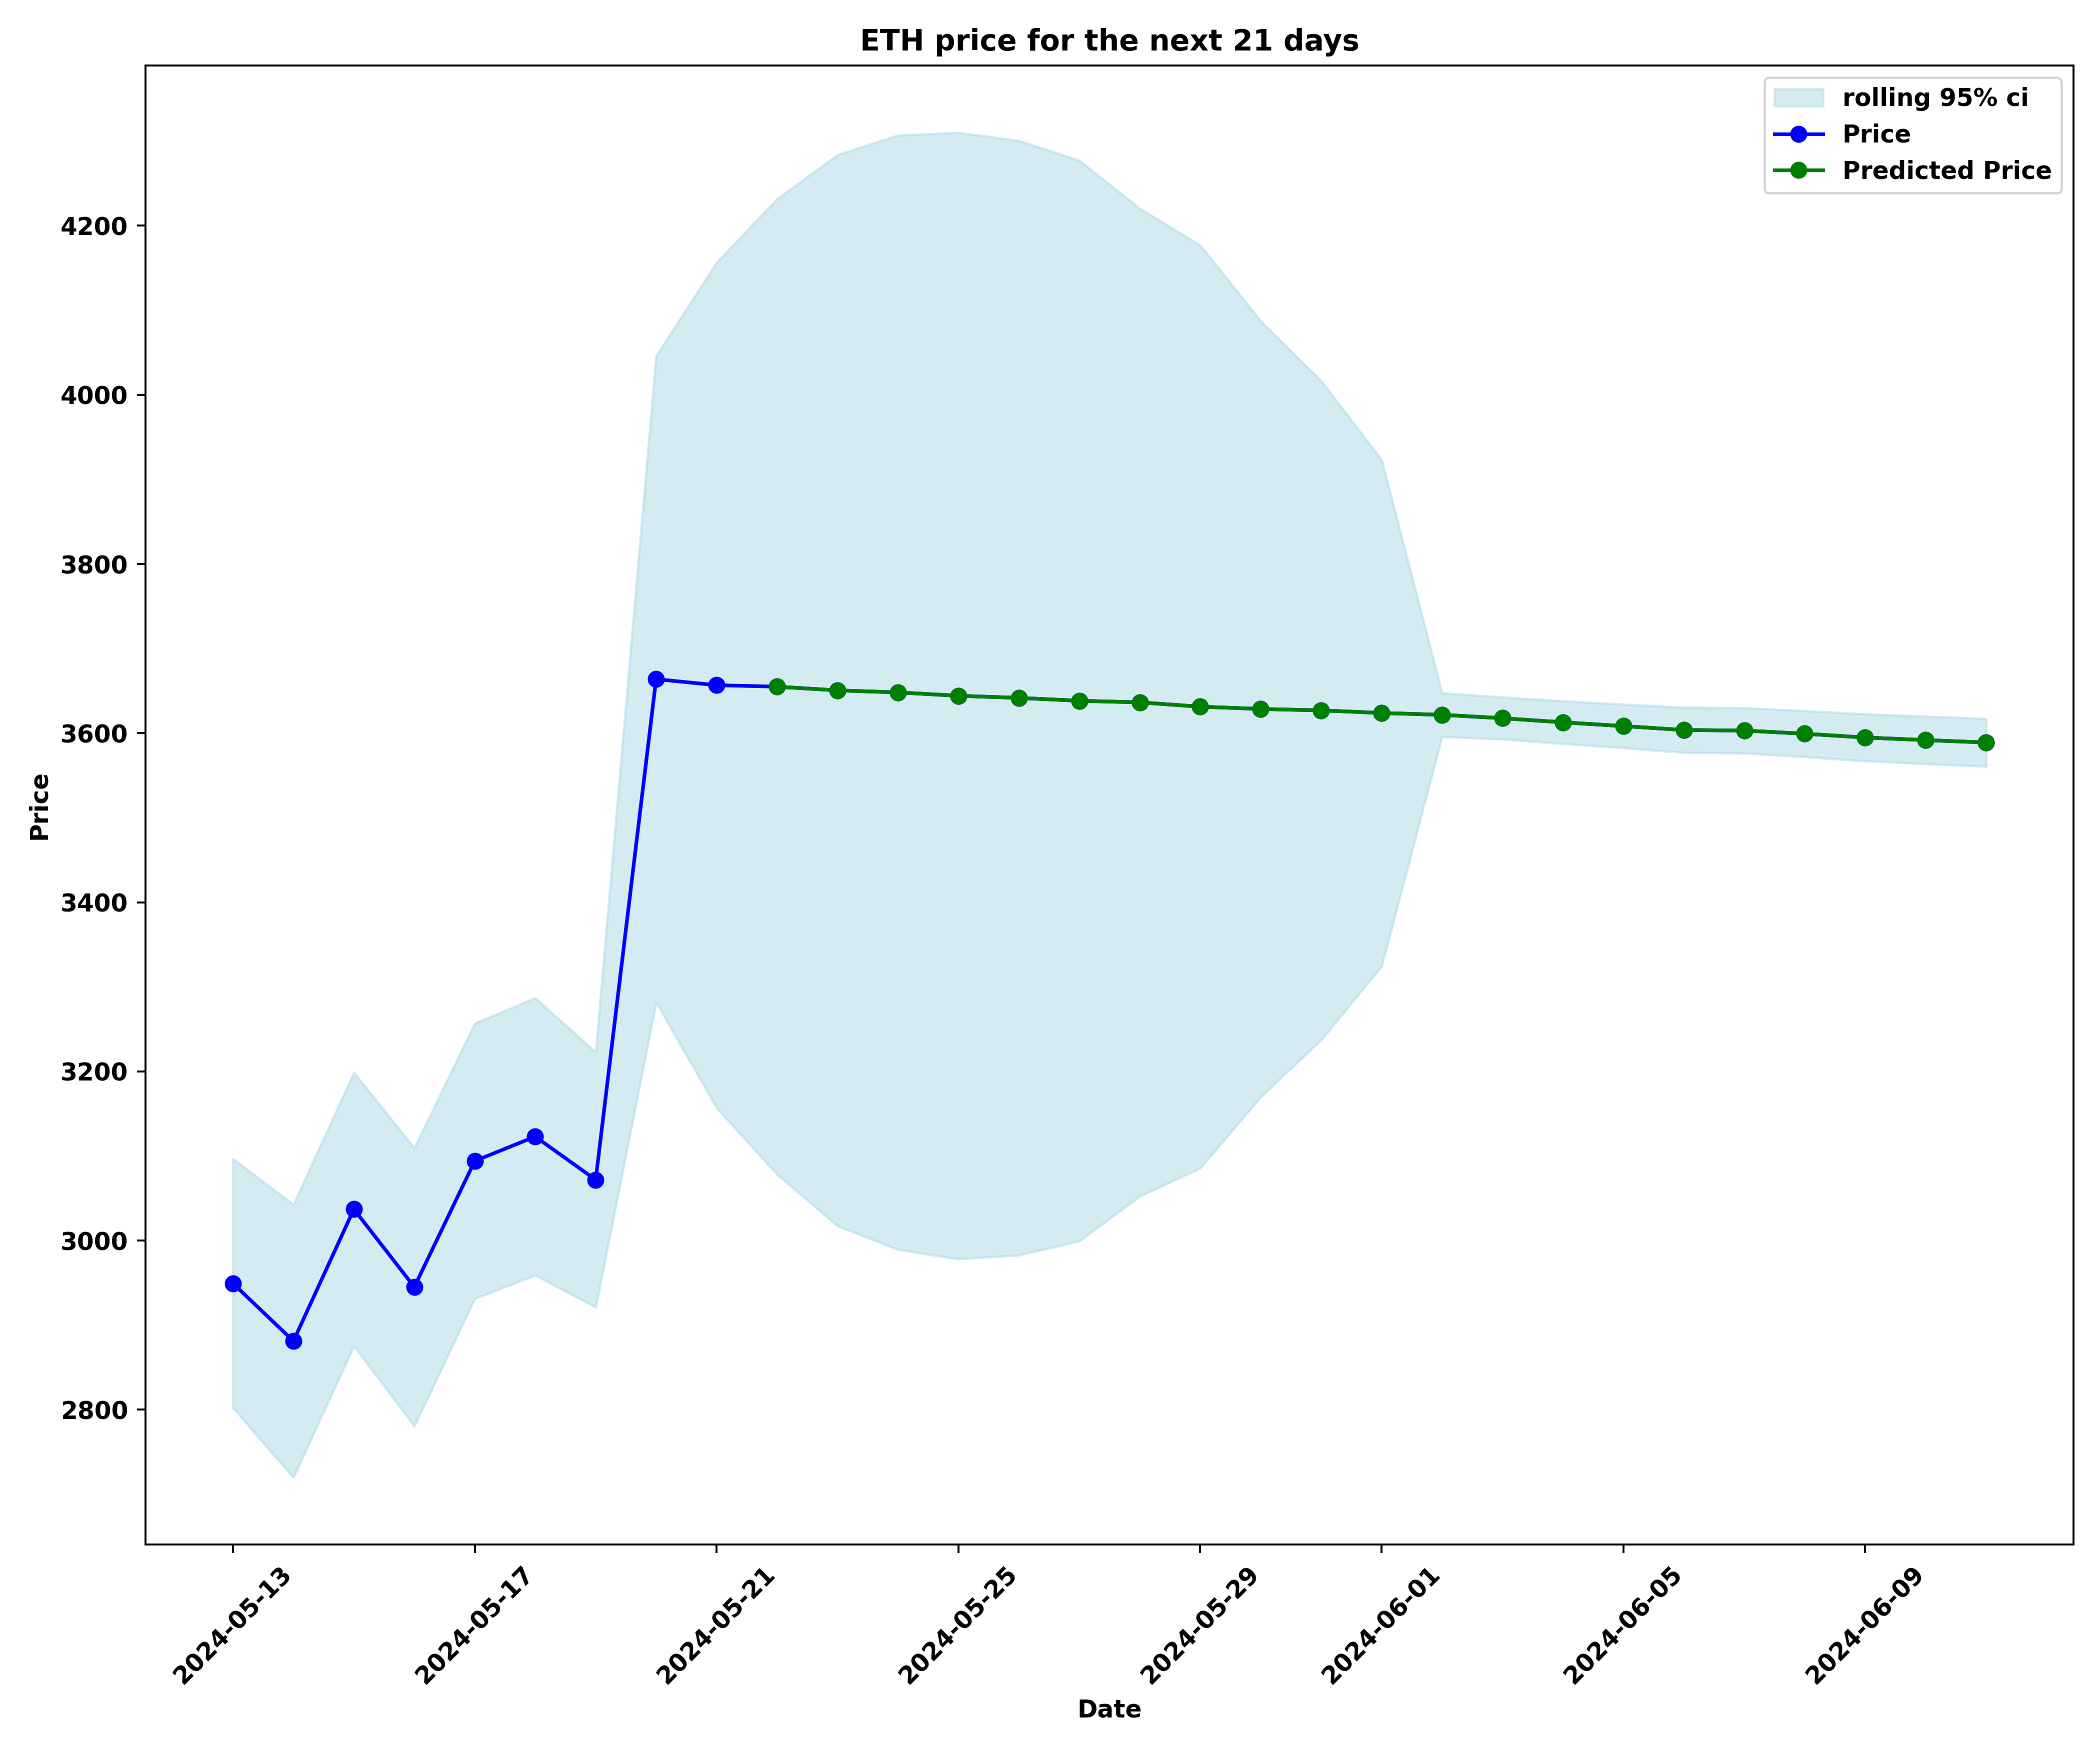 ETH price for the next 21 days
rolling 95% ci
Price
Predicted Price
4200
4000
3800
3600
3400
3200
3000
2800
Price
2024-05-13
2024-05-17
2024-05-21
2024-05-25
2024-05-29
2024-06-01
2024-06-05
2024-06-09
Date